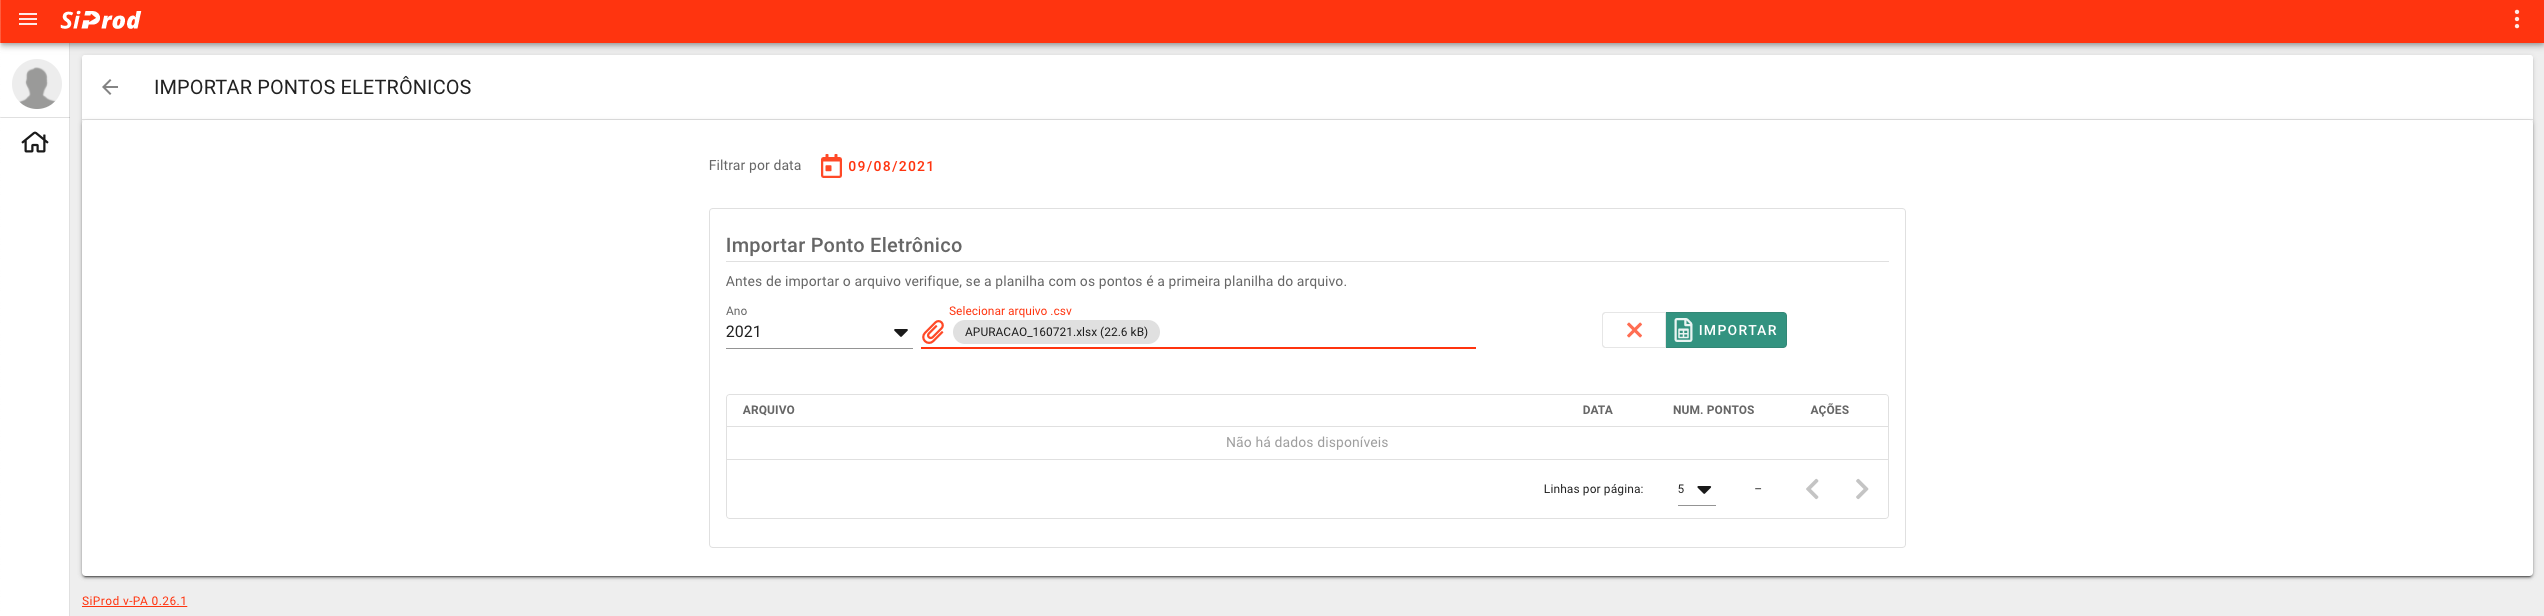 SiProd
IMPORTAR PONTOS ELETRÔNICOS
Filtrar por data 09/08/2021
Importar Ponto Eletrônico
Antes de importar o arquivo verifique, se a planilha com os pontos é a primeira planilha do arquivo.
Ano
2021
Selecionar arquivo .csv
APURACAO_160721.xlsx (22.6 kB)
IMPORTAR
ARQUIVO DATA NUM. PONTOS AÇÕES
Não há dados disponíveis
Linhas por página: 5 –
SiProd v-PA 0.26.1